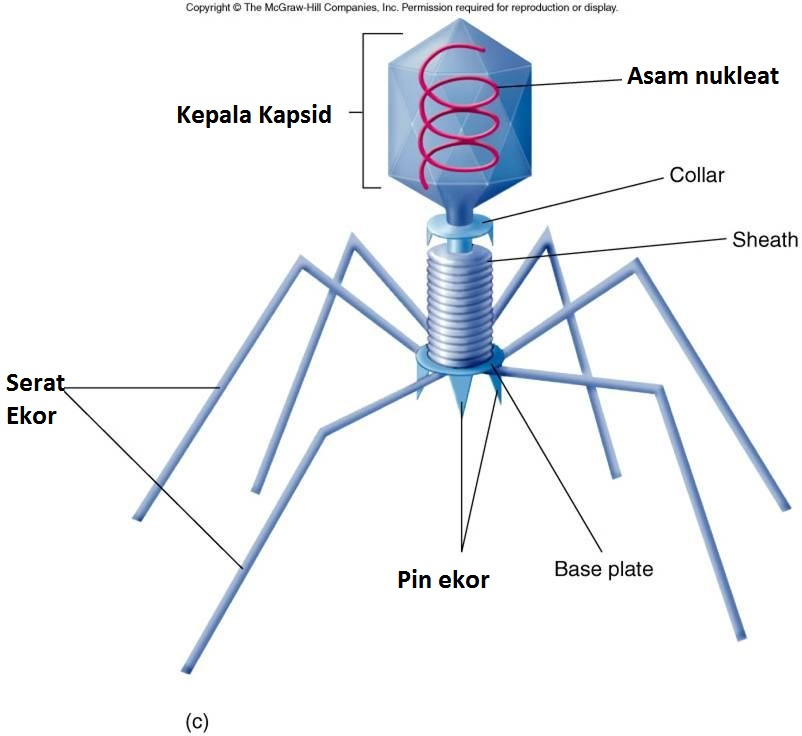 Copyright © The McGraw-Hill Companies, Inc. Permission required for reproduction or display.
Asam nukleat
Kepala Kapsid
Collar
Sheath
Serat
Ekor
Pin ekor
Base plate
(c)